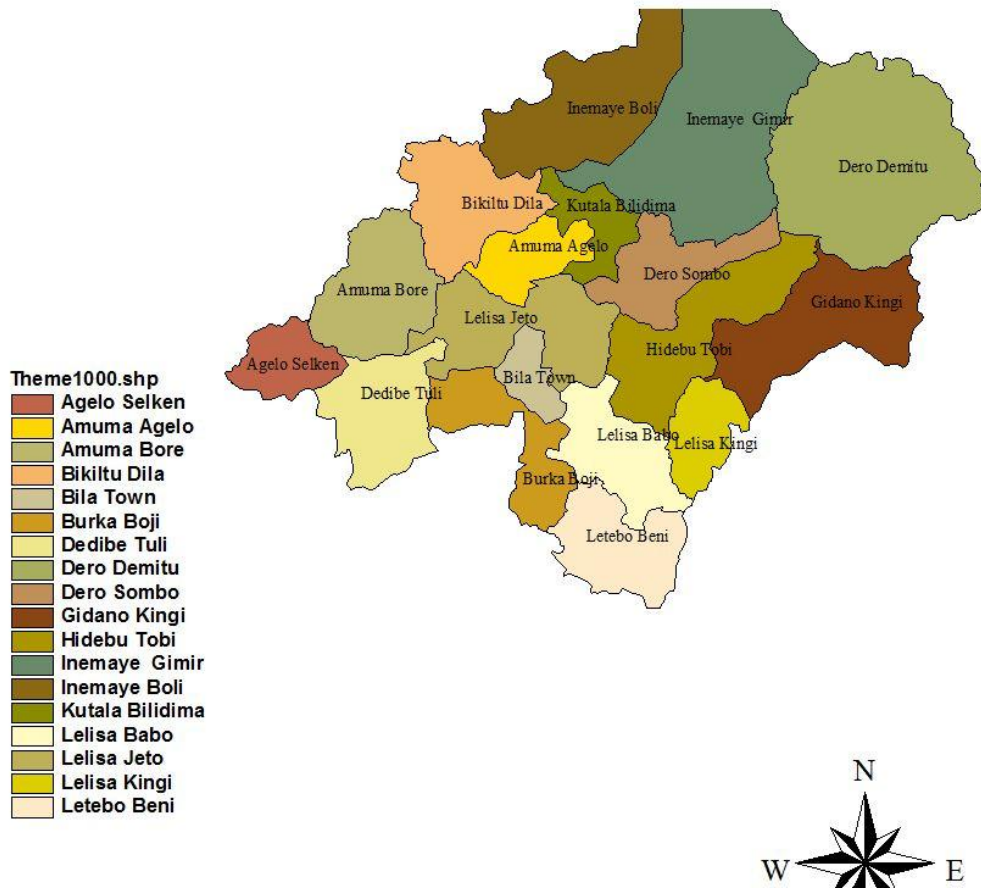 Inemaye Boli
Inemaye  Gimir
Dero Demitu
Bikiltu Dila
Kutala Bilidima
Amuma Agelo
Dero Sombo
Amuma Bore
Gidano Kingi
Lelisa Jeto
Hidebu Tobi
Agelo Selken
Bila Town
Dedibe Tuli
Lelisa Babo
Lelisa Kingi
Burka Boji
Letebo Beni
Theme1000.shp
Agelo Selken
Amuma Agelo
Amuma Bore
Bikiltu Dila
Bila Town
Burka Boji
Dedibe Tuli
Dero Demitu
Dero Sombo
Gidano Kingi
Hidebu Tobi
Inemaye  Gimir
Inemaye Boli
Kutala Bilidima
Lelisa Babo
Lelisa Jeto
Lelisa Kingi
Letebo Beni
N
W E